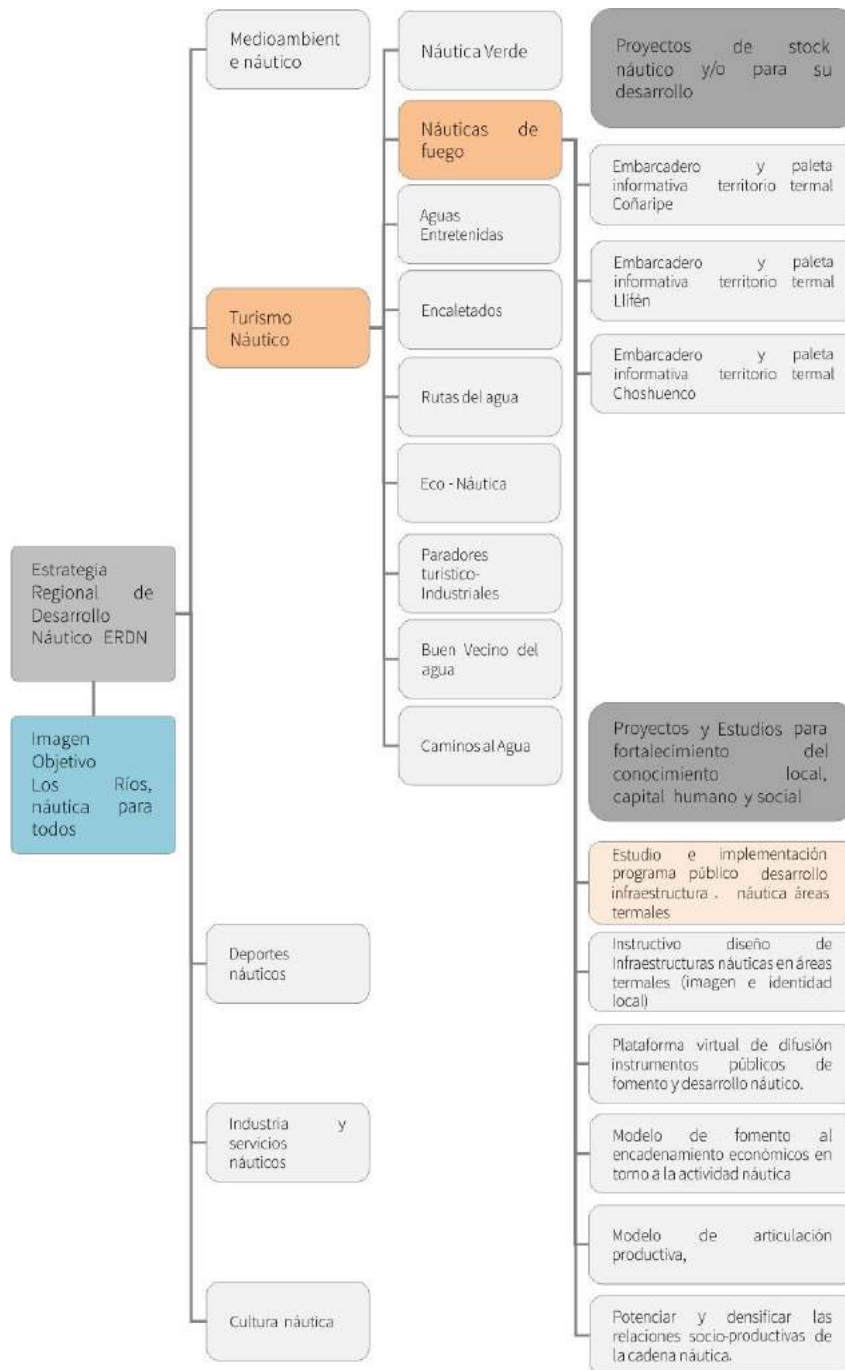 Medioambient
e náutico
Náutica Verde
Proyectos de stock
náutico y/o para su
desarrollo
Náuticas de
fuego
Embarcadero y paleta
informativa territorio termal
Coñaripe
Aguas
Entretenidas
Embarcadero y paleta
informativa territorio termal
Llifén
Turismo
Náutico
Encaletados
Embarcadero y paleta
informativa territorio termal
Choshuenco
Rutas del agua
Eco - Náutica
Estrategia
Regional de
Desarrollo
Náutico ERDN
Paradores
turistico-
Industriales
Buen Vecino del
agua
Imagen
Objetivo
Los Ríos,
náutica para
todos
Caminos al Agua
Proyectos y Estudios para
fortalecimiento del
conocimiento local,
capital humano y social
Estudio e implementación
programa público desarrollo
infraestructura . náutica áreas
termales
Deportes
náuticos
Instructivo diseño de
Infraestructuras náuticas en áreas
termales (imagen e identidad
local)
Plataforma virtual de difusión
instrumentos públicos de
fomento y desarrollo náutico.
Industria y
servicios
náuticos
Modelo de fomento al
encadenamiento económicos en
torno a la actividad náutica
Modelo de articulación
productiva,
Cultura náutica
Potenciar y densificar las
relaciones socio-productivas de
la cadena náutica.